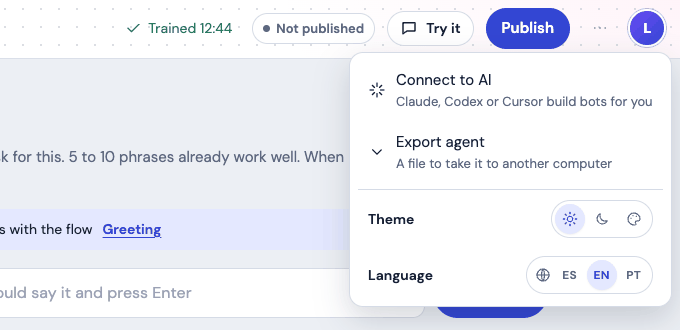 Trained 12:44
Not published
Try it
Publish
L
Connect to AI
Claude, Codex or Cursor build bots for you
Export agent
A file to take it to another computer
k for this. 5 to 10 phrases already work well. When
Theme
s with the flow Greeting
Language
ES
EN
PT
ould say it and press Enter